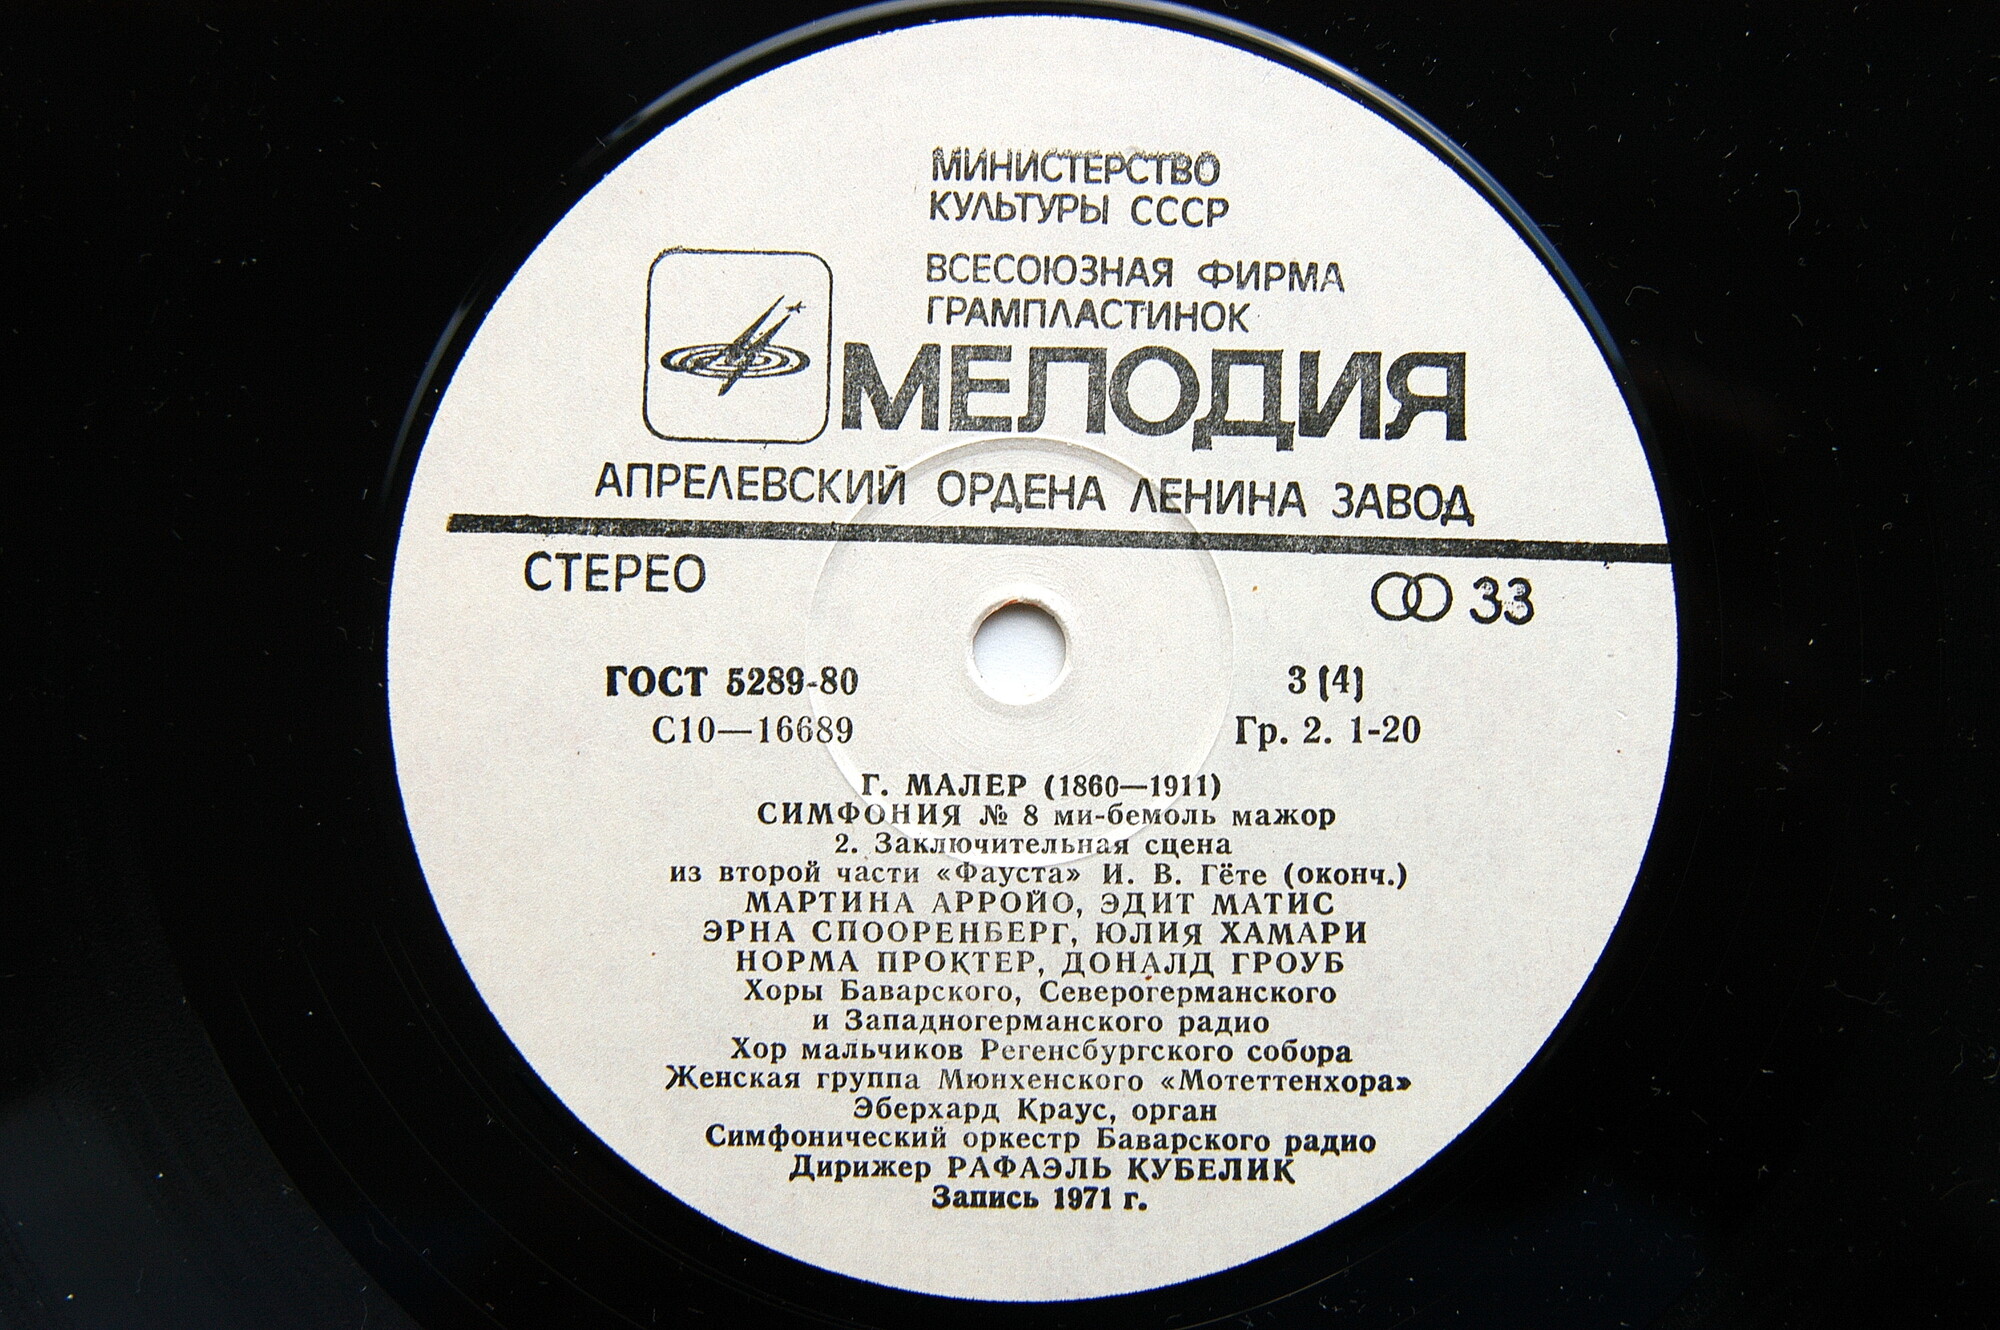 МИНИСТЕРСТВО
КУЛЬТУРЫ СССР
ВСЕСОЮЗНАЯ ФИРМА
ГРАМПЛАСТИНОК
МЕЛОДИЯ
АПРЕЛЕВСКИЙ ОРДЕНА ЛЕНИНА ЗАВОД
СТЕРЕО
33
ГОСТ 5289-80
3 (4)
С10—16689
Гр. 2. 1-20
Г. МАЛЕР (1860—1911)
СИМФОНИЯ № 8 ми-бемоль мажор
2. Заключительная сцена
из второй части «Фауста» И. В. Гёте (оконч.)
МАРТИНА АРРОЙО, ЭДИТ МАТИС
ЭРНА СПООРЕНБЕРГ, ЮЛИЯ ХАМАРИ
НОРМА ПРОКТЕР, ДОНАЛД ГРОУБ
Хоры Баварского, Северогерманского
и Западногерманского радио
Хор мальчиков Регенсбургского собора
Женская группа Мюнхенского «Мотеттенхора»
Эберхард Краус, орган
Симфонический оркестр Баварского радио
Дирижер РАФАЭЛЬ КУБЕЛИК
Запись 1971 г.